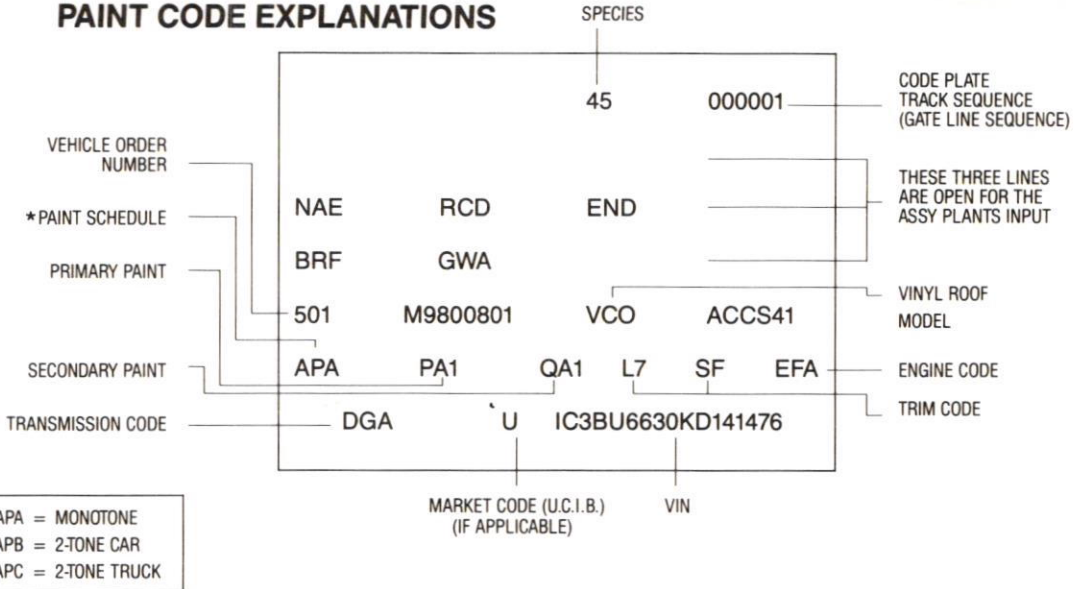 PAINT CODE EXPLANATIONS
SPECIES
45 000001
CODE PLATE
TRACK SEQUENCE
(GATE LINE SEQUENCE)
VEHICLE ORDER
NUMBER
THESE THREE LINES
ARE OPEN FOR THE
ASSY PLANTS INPUT
NAE RCD END
*PAINT SCHEDULE
BRF GWA
PRIMARY PAINT
VINYL ROOF
501 M9800801 VCO ACCS41
MODEL
SECONDARY PAINT
APA PA1 QA1 L7 SF EFA
ENGINE CODE
TRIM CODE
TRANSMISSION CODE
DGA U IC3BU6630KD141476
MARKET CODE (U.C.I.B.)
(IF APPLICABLE)
VIN
APA = MONOTONE
APB = 2-TONE CAR
APC = 2-TONE TRUCK